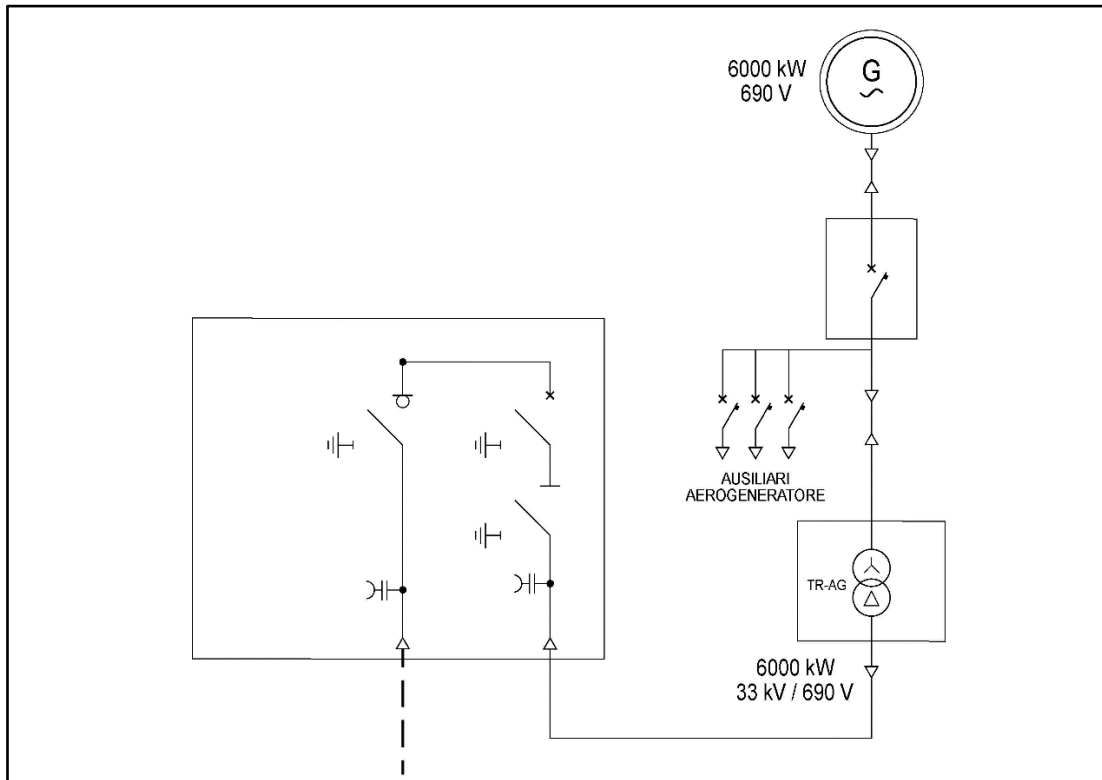 6000 kW
690 V
G
AUSILIARI
AEROGENERATORE
TR-AG
6000 kW
33 kV / 690 V